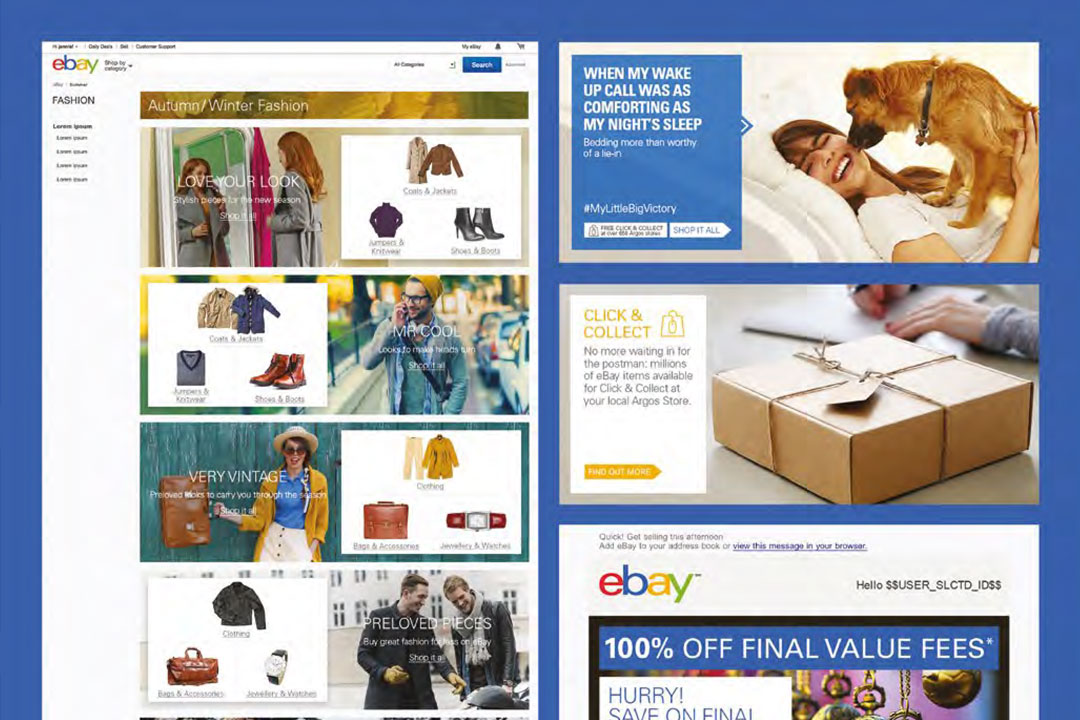 Hi janeral
Daily Deals
Sell
Customer Support
My eBay
ebay
Shop by
category
All Categories
Search
Advanced
eBay
Summer
FASHION
Lorem ipsum
Lorem ipsum
Lorem ipsum
Lorem ipsum
Lorem ipsum
Autumn/Winter Fashion
LOVE YOUR LOOK
Stylish pieces for the new season
Shop it all
Coats & Jackets
Jumpers &
Knitwear
Shoes & Boots
Coats & Jackets
Jumpers &
Knitwear
Shoes & Boots
MR COOL
Looks to make heads turn
Shop it all
VERY VINTAGE
Preloved looks to carry you through the season
Shop it all
Clothing
Bags & Accessories
Jewellery & Watches
Clothing
Bags & Accessories
Jewellery & Watches
PRELOVED PIECES
Buy great fashion for less on eBay
Shop it all
WHEN MY WAKE
UP CALL WAS AS
COMFORTING AS
MY NIGHT'S SLEEP
Bedding more than worthy
of a lie-in
#MyLittleBigVictory
FREE CLICK & COLLECT
at over 650 Argos stores
SHOP IT ALL
CLICK &
COLLECT
No more waiting in for
the postman: millions
of eBay items available
for Click & Collect at
your local Argos Store.
FIND OUT MORE
Quick! Get selling this afternoon
Add eBay to your address book or view this message in your browser.
ebay™
Hello $$USER_SLCTD_ID$$
100% OFF FINAL VALUE FEES*
HURRY!
SAVE ON FINAL